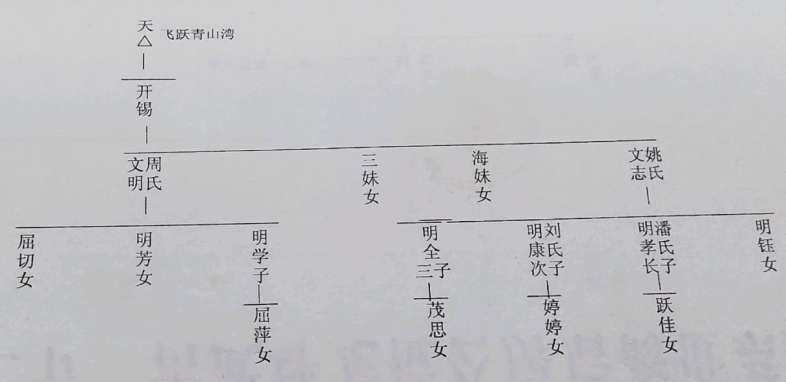 天△
飞跃青山湾
开锡
文明
周氏
三妹女
海妹女
文志
姚氏
屈切女
明芳女
明学子
明全三子
明康次
刘氏子
明孝长
潘氏子
明钰女
屈萍女
茂思女
婷婷女
跃佳女